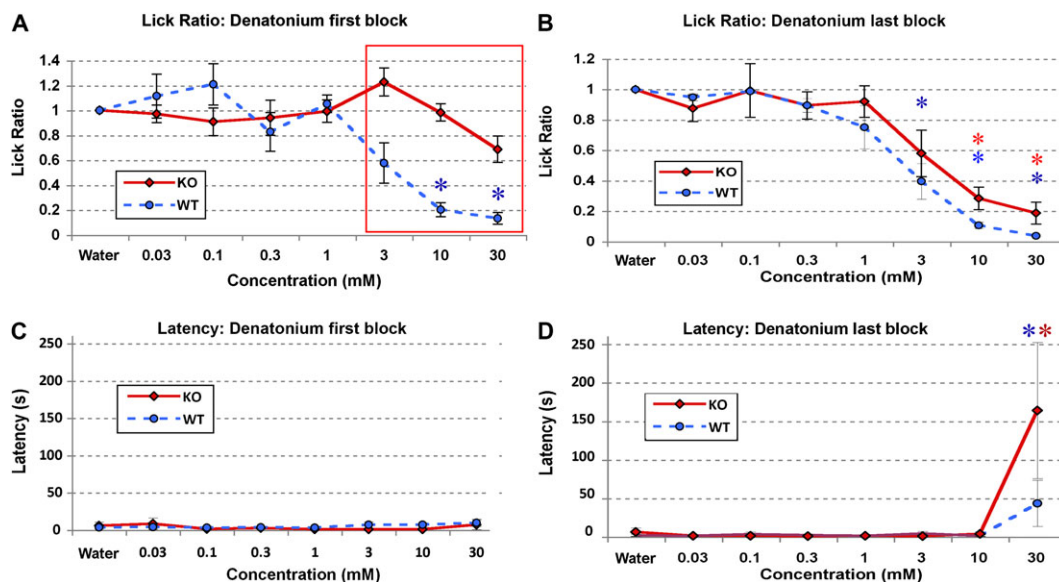 A
Lick Ratio: Denatonium first block
Lick Ratio
1.4
1.2
1
0.8
0.6
0.4
0.2
0
KO
WT
* *
Water 0.03 0.1 0.3 1 3 10 30
Concentration (mM)
B
Lick Ratio: Denatonium last block
Lick Ratio
1.2
1
0.8
0.6
0.4
0.2
0
KO
WT
* * *
* *
Water 0.03 0.1 0.3 1 3 10 30
Concentration (mM)
C
Latency: Denatonium first block
Latency (s)
250
200
150
100
50
0
KO
WT
Water 0.03 0.1 0.3 1 3 10 30
Concentration (mM)
D
Latency: Denatonium last block
**
Latency (s)
250
200
150
100
50
0
KO
WT
Water 0.03 0.1 0.3 1 3 10 30
Concentration (mM)